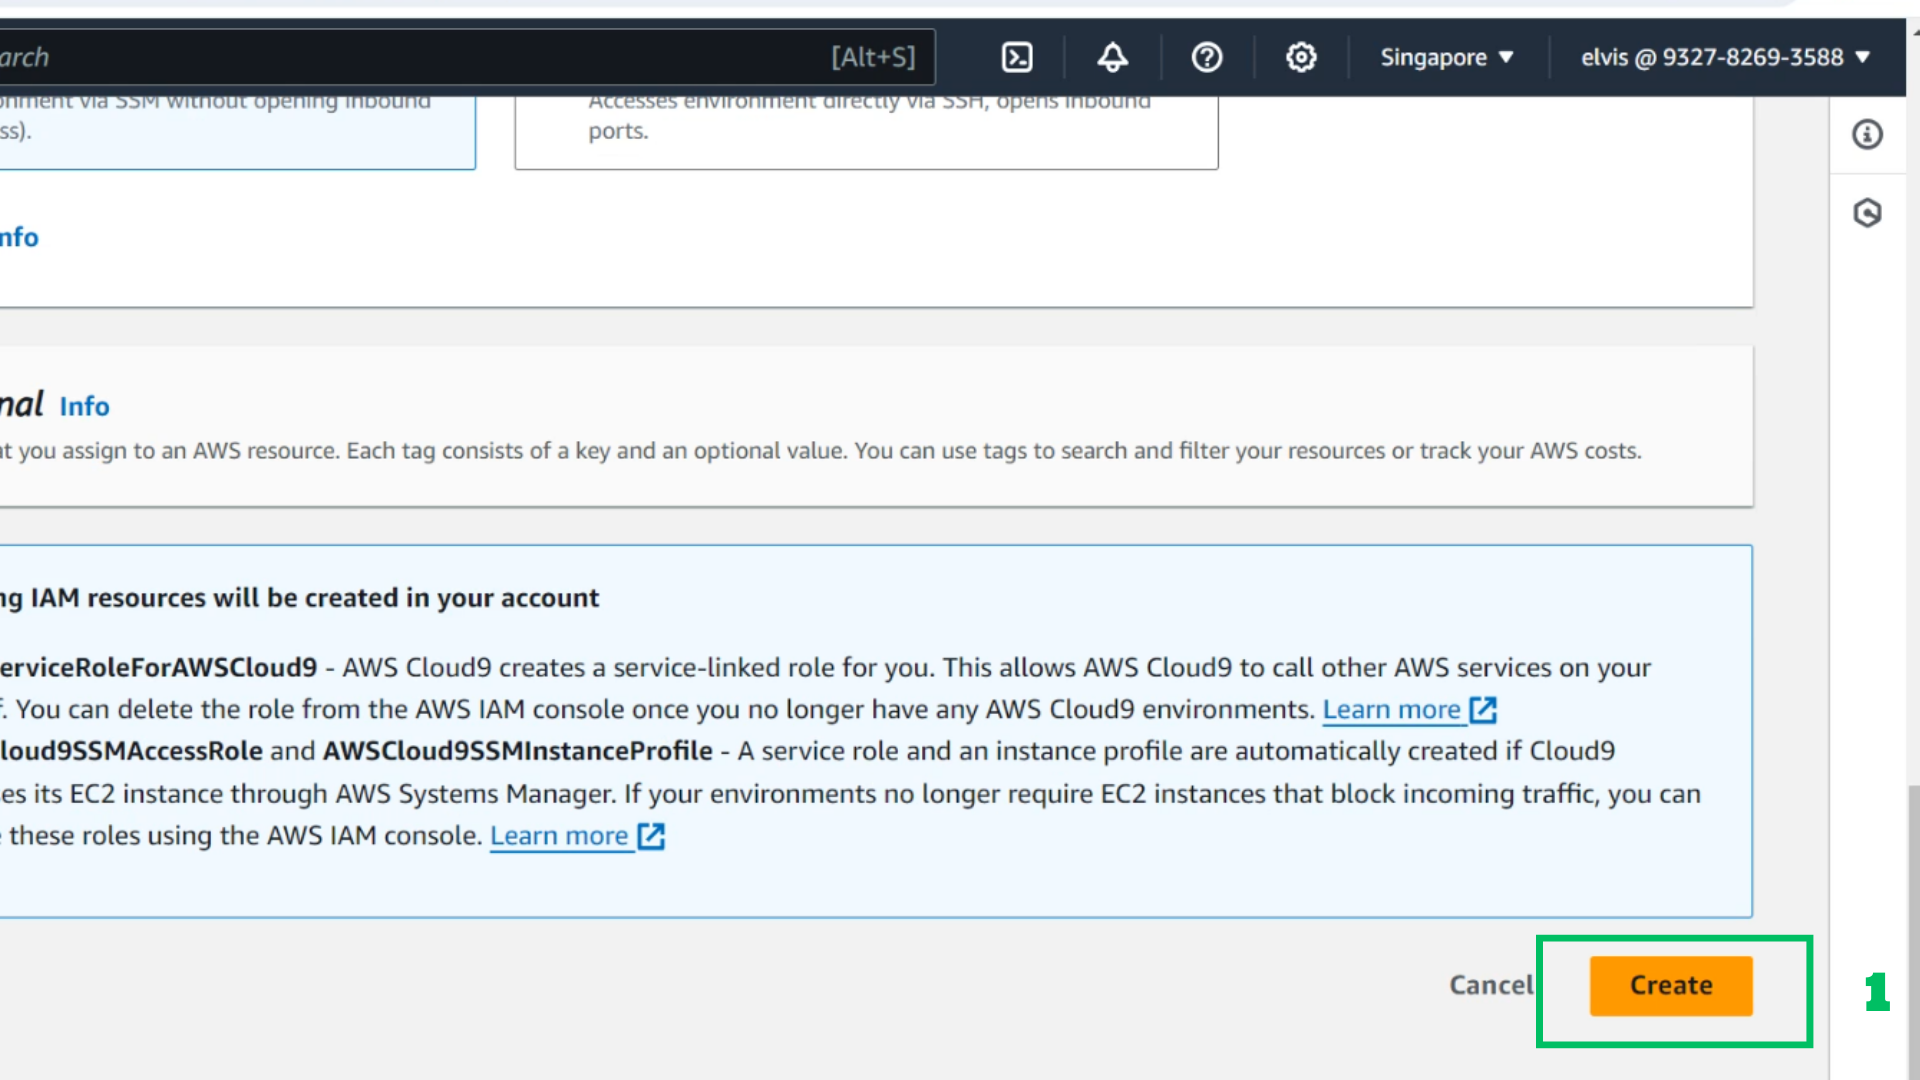 arch [Alt+S] Singapore ▼ elvis @ 9327-8269-3588 ▼
onment via SSM without opening inbound
ss).
Accesses environment directly via SSH, opens inbound
ports.
nfo
nal Info
at you assign to an AWS resource. Each tag consists of a key and an optional value. You can use tags to search and filter your resources or track your AWS costs.
ng IAM resources will be created in your account
erviceRoleForAWSCloud9 - AWS Cloud9 creates a service-linked role for you. This allows AWS Cloud9 to call other AWS services on your
f. You can delete the role from the AWS IAM console once you no longer have any AWS Cloud9 environments. Learn more
loud9SSMAccessRole and AWSCloud9SSMInstanceProfile - A service role and an instance profile are automatically created if Cloud9
es its EC2 instance through AWS Systems Manager. If your environments no longer require EC2 instances that block incoming traffic, you can
these roles using the AWS IAM console. Learn more
Cancel Create 1